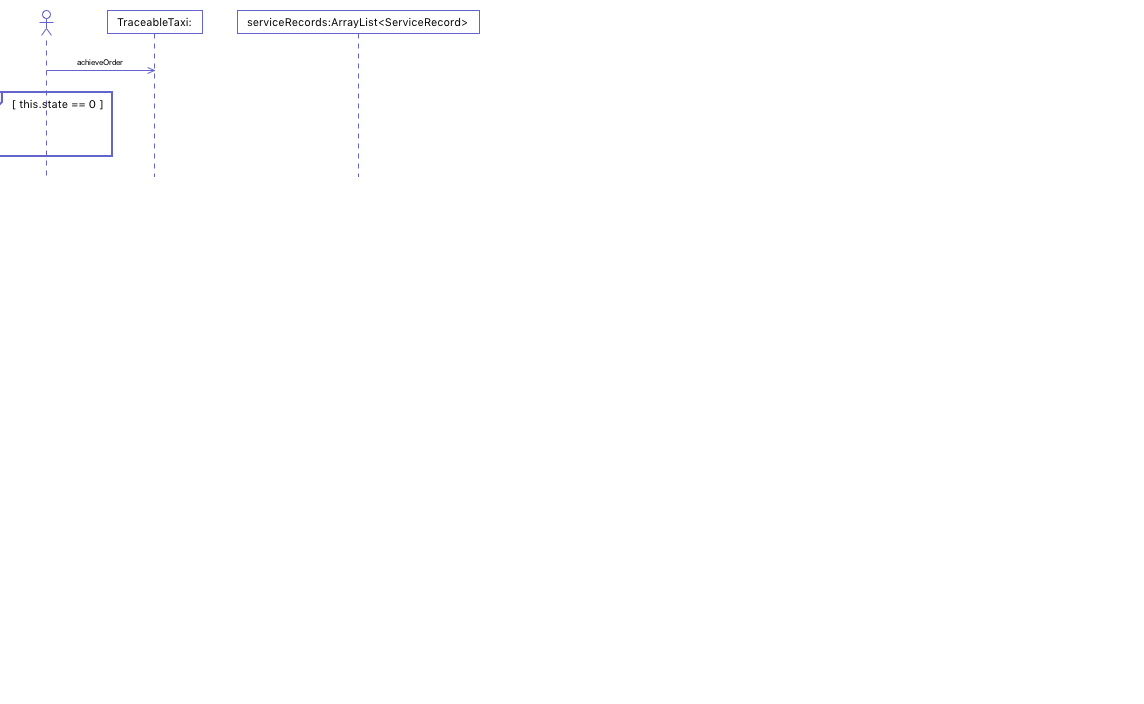 TraceableTaxi:
serviceRecords:ArrayList<ServiceRecord>
achieveOrder
[ this.state == 0 ]